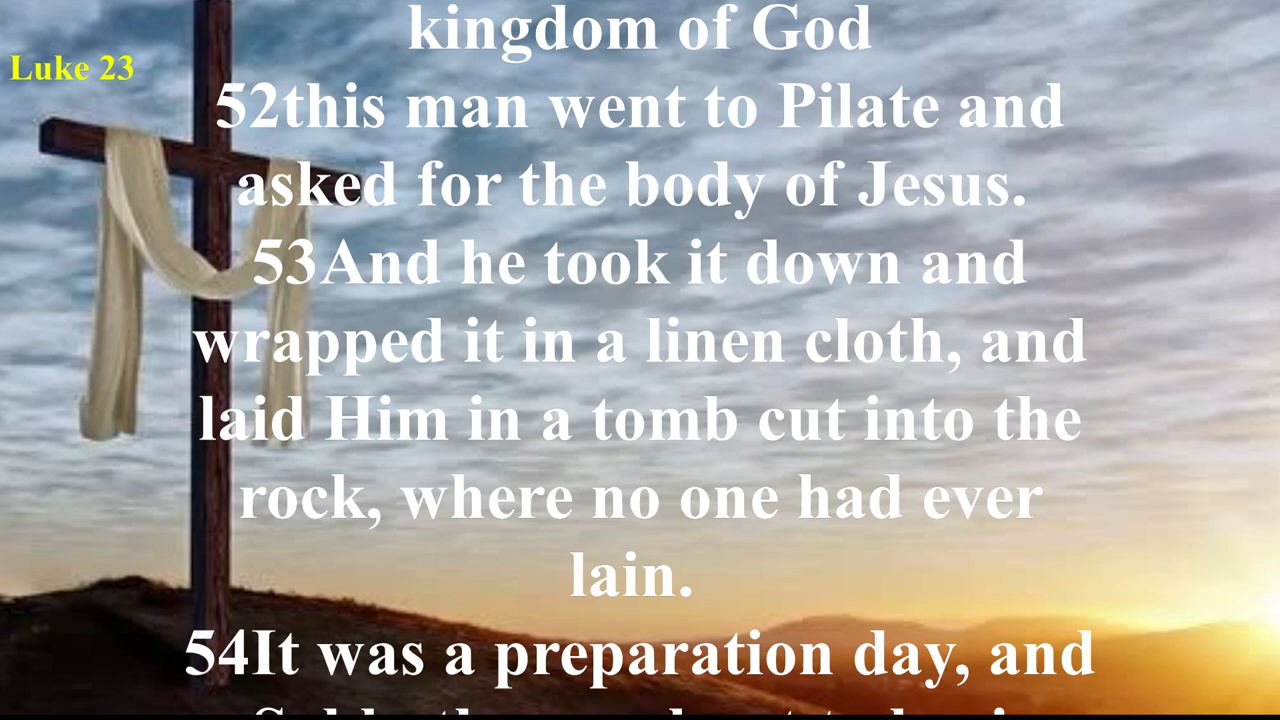 kingdom of God
Luke 23
52this man went to Pilate and
asked for the body of Jesus.
53And he took it down and
wrapped it in a linen cloth, and
laid Him in a tomb cut into the
rock, where no one had ever
lain.
54It was a preparation day, and